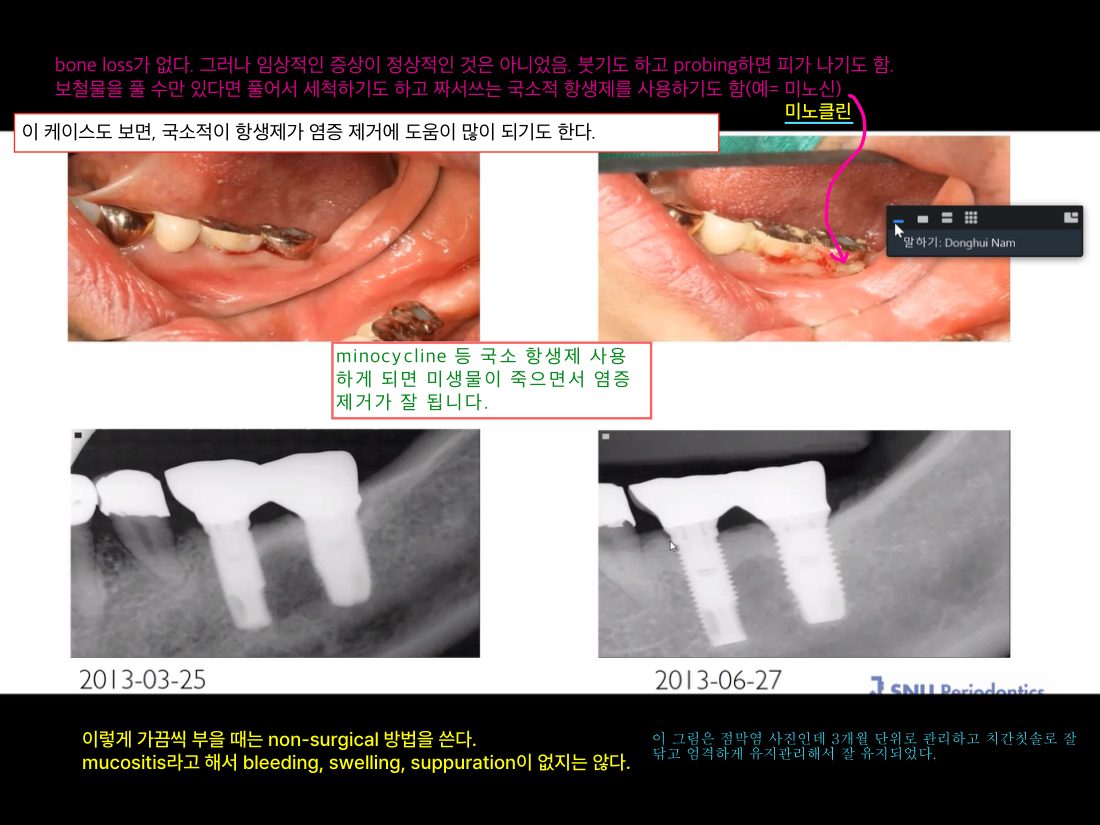 bone loss가 없다. 그러나 임상적인 증상이 정상적인 것은 아니었음. 붓기도 하고 probing하면 피가 나기도 함.
보철물을 풀 수만 있다면 풀어서 세척하기도 하고 짜서쓰는 국소적 항생제를 사용하기도 함(예= 미노신)
미노클린
이 케이스도 보면, 국소적이 항생제가 염증 제거에 도움이 많이 되기도 한다.
말하기: Donghui Nam
minocycline 등 국소 항생제 사용
하게 되면 미생물이 죽으면서 염증
제거가 잘 됩니다.
2013-03-25
2013-06-27
SNU Periodontics
이렇게 가끔씩 부을 때는 non-surgical 방법을 쓴다.
mucositis라고 해서 bleeding, swelling, suppuration이 없지는 않다.
이 그림은 점막염 사진인데 3개월 단위로 관리하고 치간칫솔로 잘
닦고 엄격하게 유지관리해서 잘 유지되었다.